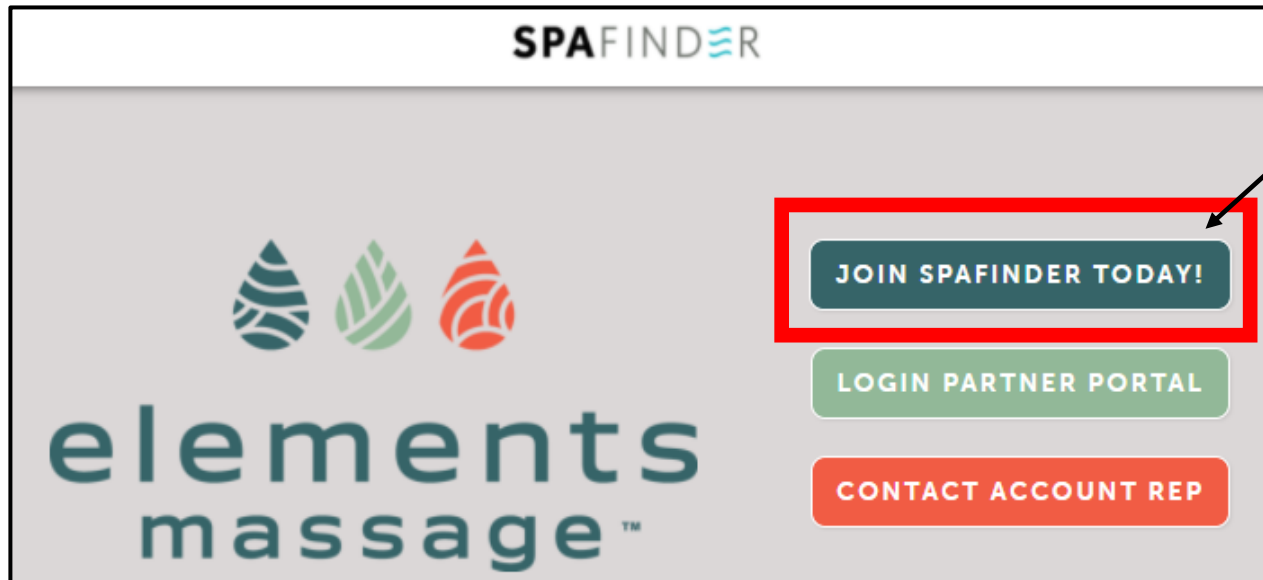 SPAFINDER
elements
massage™
JOIN SPAFINDER TODAY!
LOGIN PARTNER PORTAL
CONTACT ACCOUNT REP